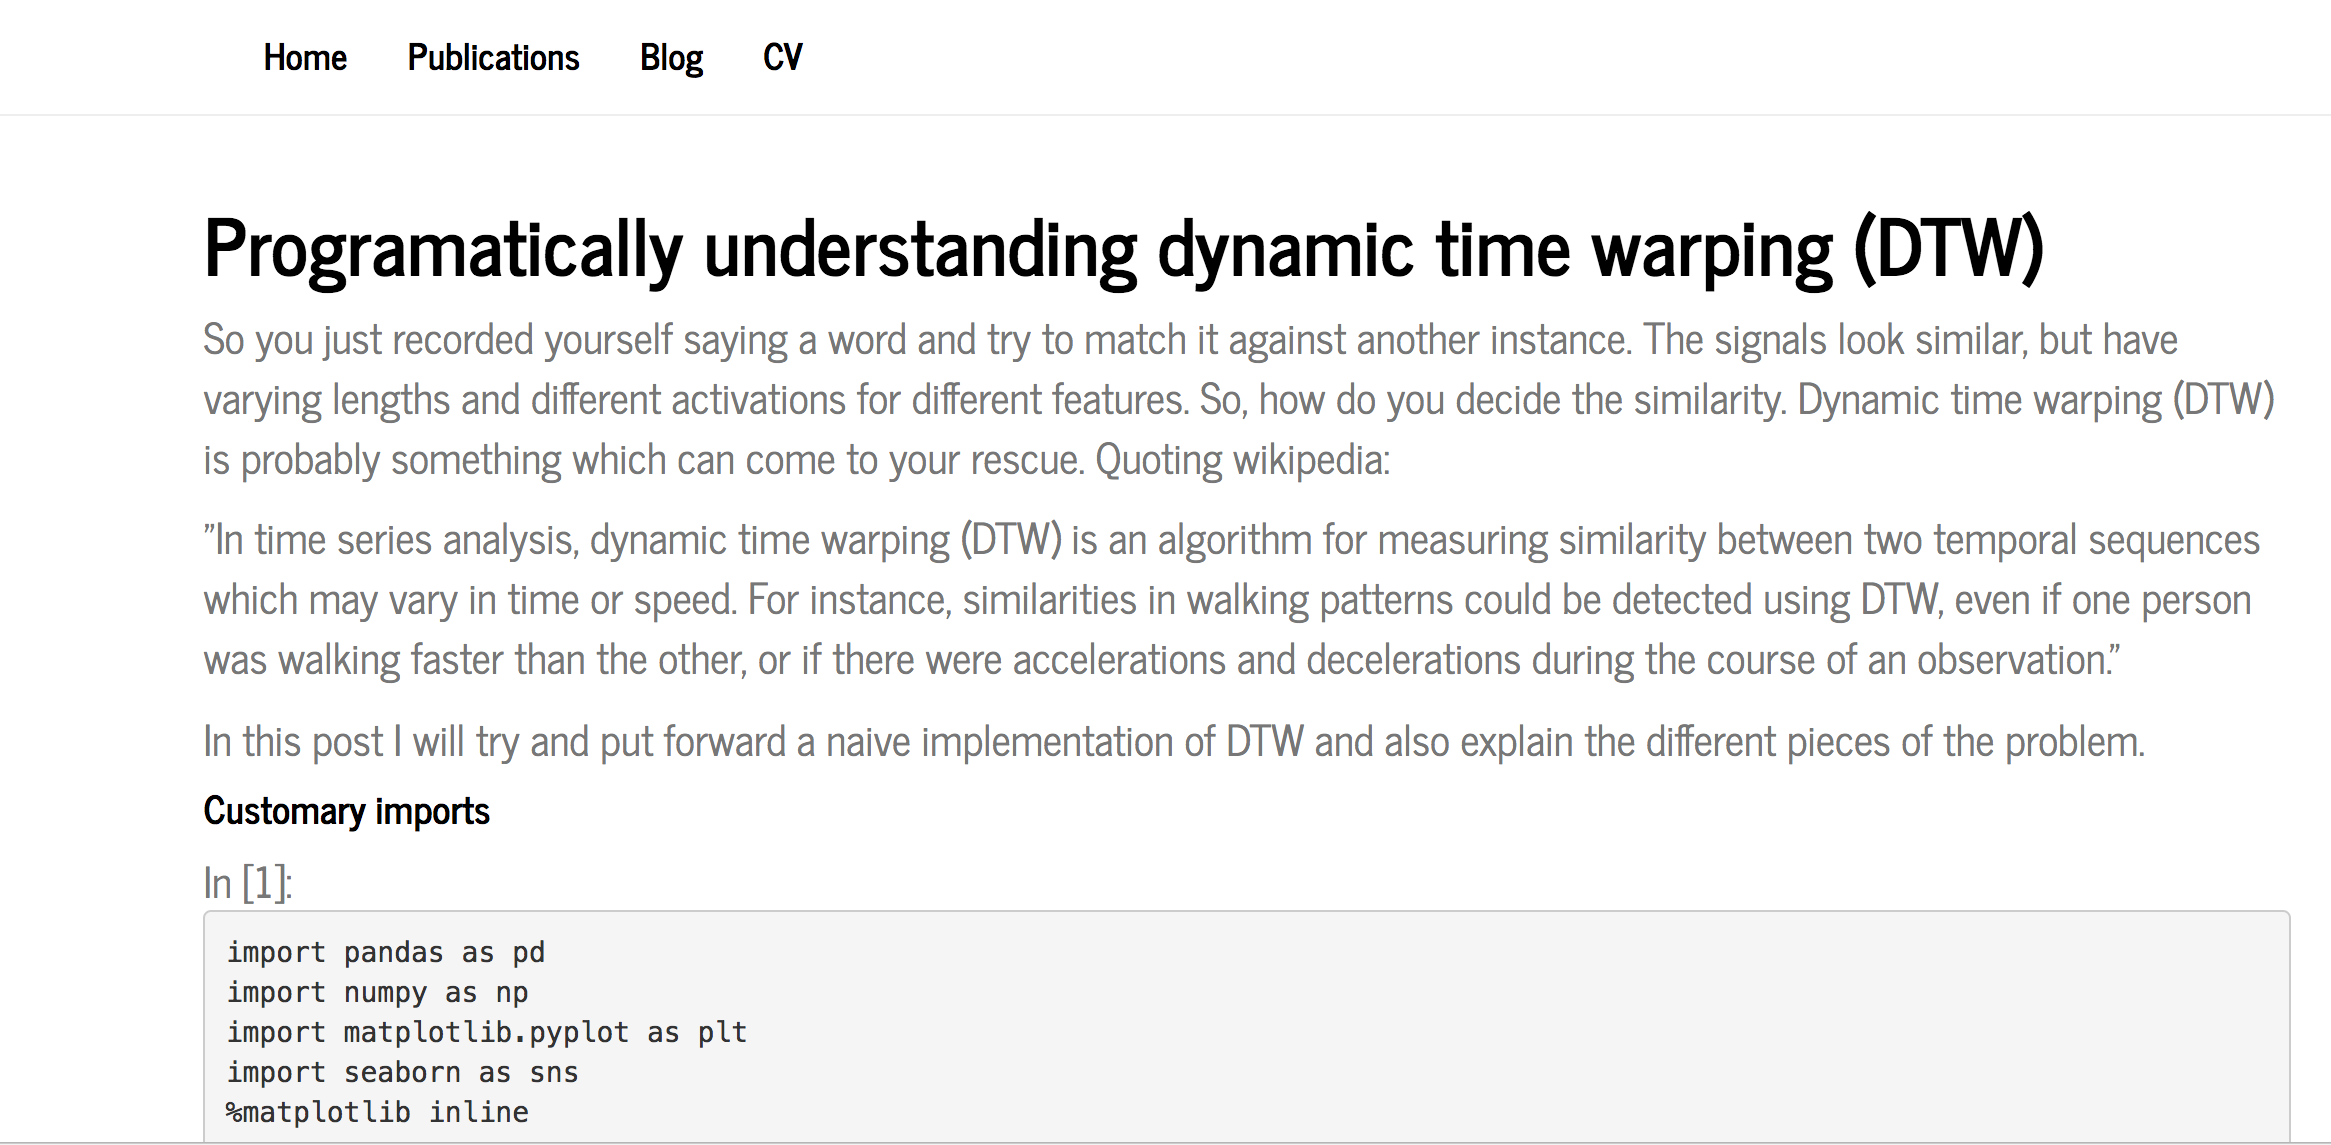 Home Publications Blog CV
Programatically understanding dynamic time warping (DTW)
So you just recorded yourself saying a word and try to match it against another instance. The signals look similar, but have
varying lengths and different activations for different features. So, how do you decide the similarity. Dynamic time warping (DTW)
is probably something which can come to your rescue. Quoting wikipedia:
”In time series analysis, dynamic time warping (DTW) is an algorithm for measuring similarity between two temporal sequences
which may vary in time or speed. For instance, similarities in walking patterns could be detected using DTW, even if one person
was walking faster than the other, or if there were accelerations and decelerations during the course of an observation.”
In this post I will try and put forward a naive implementation of DTW and also explain the different pieces of the problem.
Customary imports
In [1]:
import pandas as pd
import numpy as np
import matplotlib.pyplot as plt
import seaborn as sns
%matplotlib inline